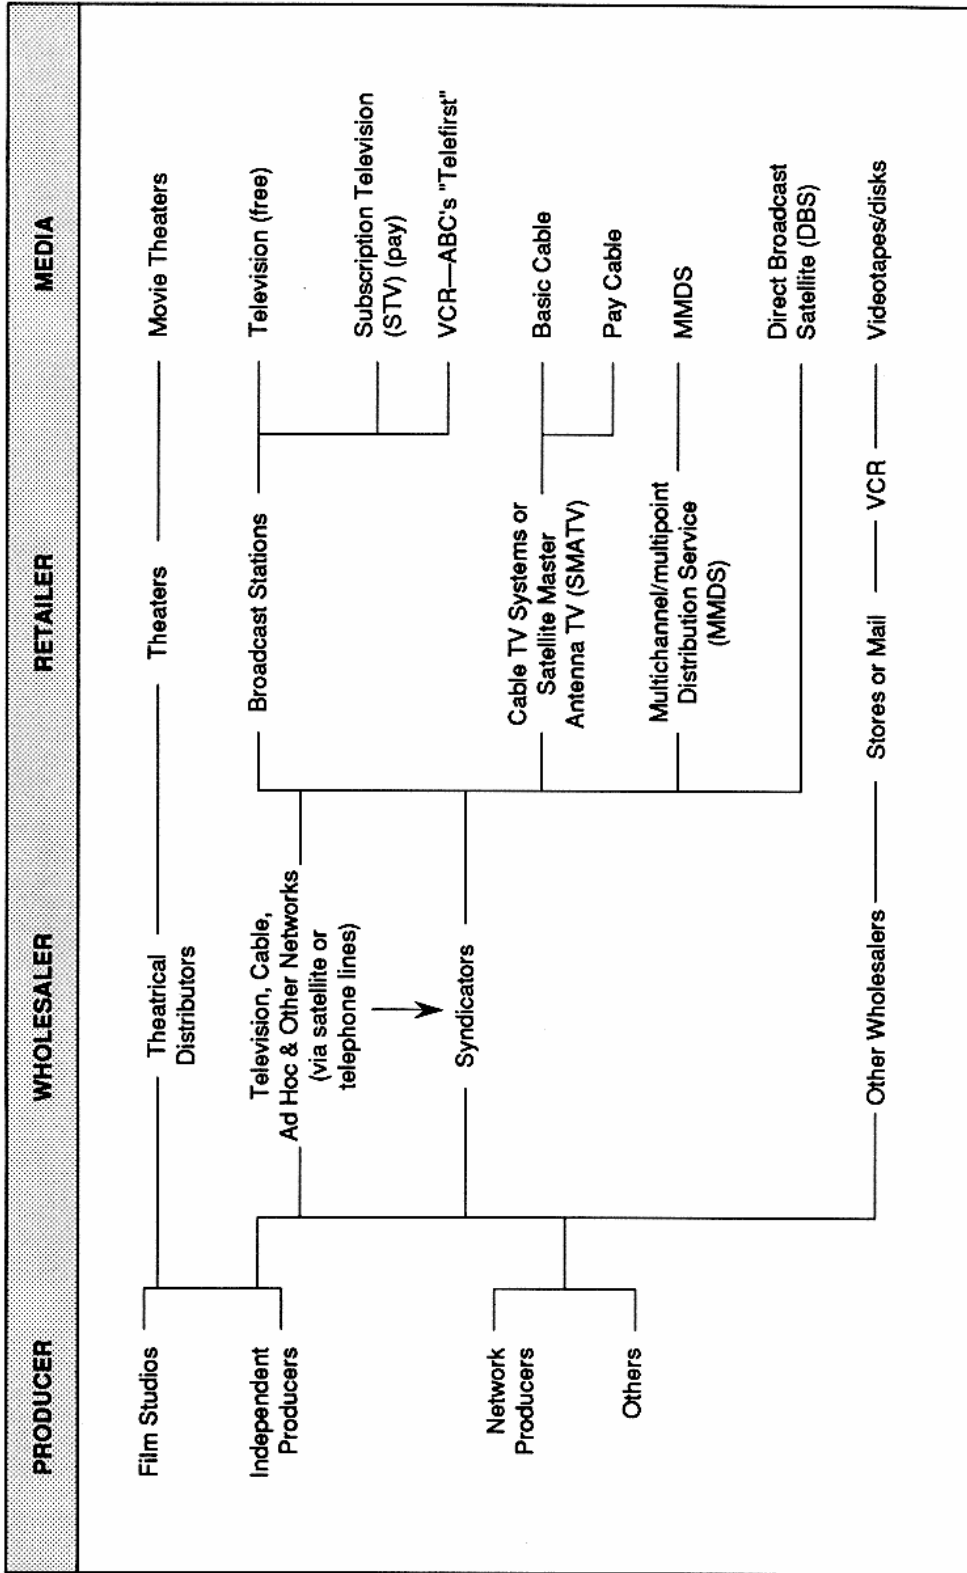 PRODUCER
WHOLESALER
RETAILER
MEDIA
Film Studios
Theatrical
Distributors
Theaters
Movie Theaters
Independent
Producers
Television, Cable,
Ad Hoc & Other Networks
(via satellite or
telephone lines)
Broadcast Stations
Television (free)
Subscription Television
(STV) (pay)
VCR—ABC's "Telefirst"
Network
Producers
Syndicators
Cable TV Systems or
Satellite Master
Antenna TV (SMATV)
Basic Cable
Pay Cable
Others
Multichannel/multipoint
Distribution Service
(MMDS)
MMDS
Direct Broadcast
Satellite (DBS)
Other Wholesalers
Stores or Mail
VCR
Videotapes/disks